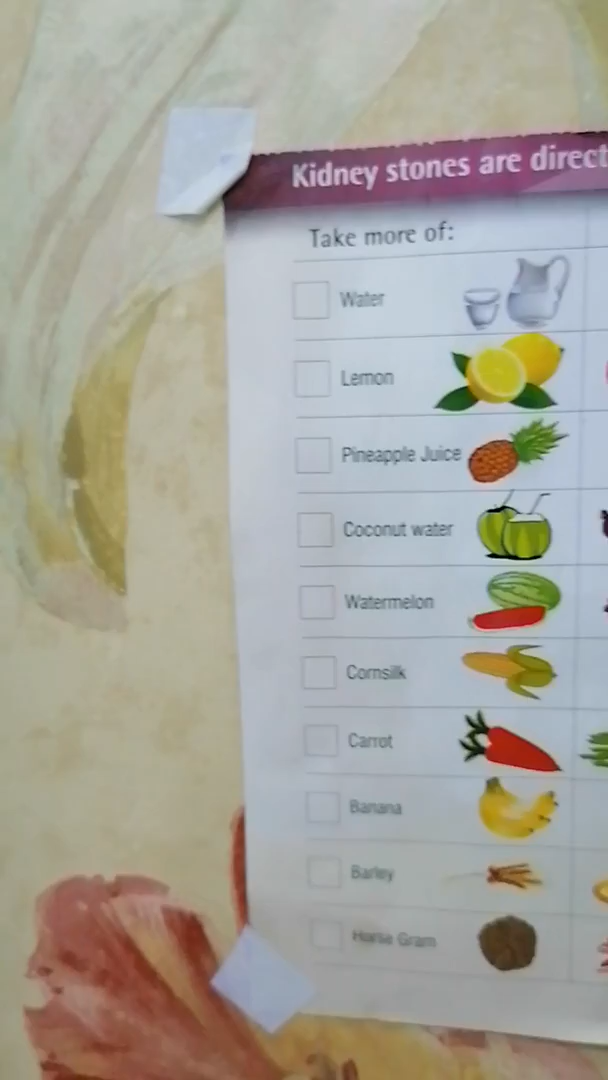 Kidney stones are direct
Take more of:
Water
Lemon
Pineapple Juice
Coconut water
Watermelon
Cornsilk
Carrot
Banana
Barley
Horse Gram